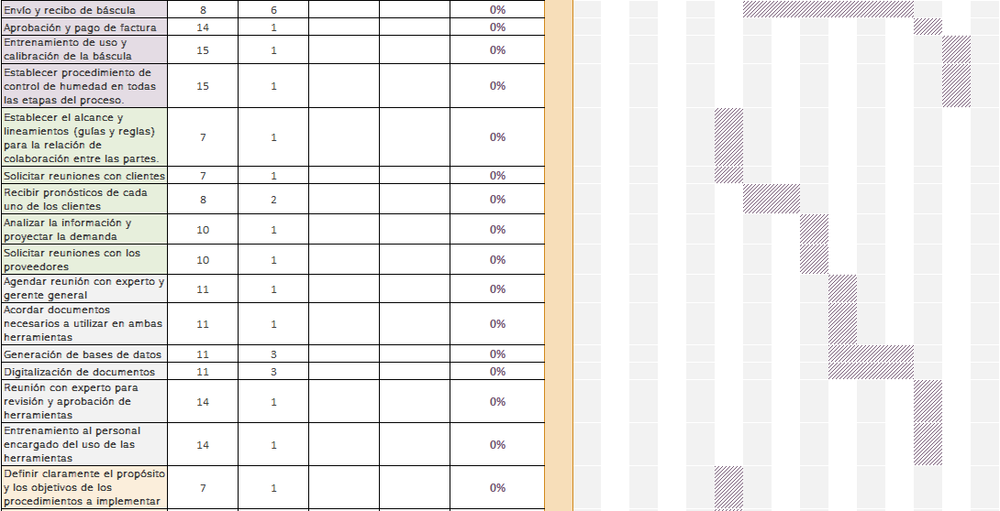 Envío y recibo de báscula 8 6 0%
Aprobación y pago de factura 14 1 0%
Entrenamiento de uso y
calibración de la báscula 15 1 0%
Establecer procedimiento de
control de humedad en todas 15 1 0%
las etapas del proceso.
Establecer el alcance y
lineamientos {guías y reglas}
para la relación de 7 1 0%
colaboración entre las partes.
Solicitar reuniones con clientes 7 1 0%
Recibir pronósticos de cada
uno de los clientes 8 2 0%
Analizar la información y
proyectar la demanda 10 1 0%
Solicitar reuniones con los
proveedores 10 1 0%
Agendar reunión con experto y
gerente general 11 1 0%
Acordar documentos
necesarios a utilizar en ambas 11 1 0%
herramientas
Generación de bases de datos 11 3 0%
Digitalización de documentos 11 3 0%
Reunión con experto para
revisión y aprobación de 14 1 0%
herramientas
Entrenamiento al personal
encargado del uso de las 14 1 0%
herramientas
Definir claramente el propósito
y los objetivos de los 7 1 0%
procedimientos a implementar